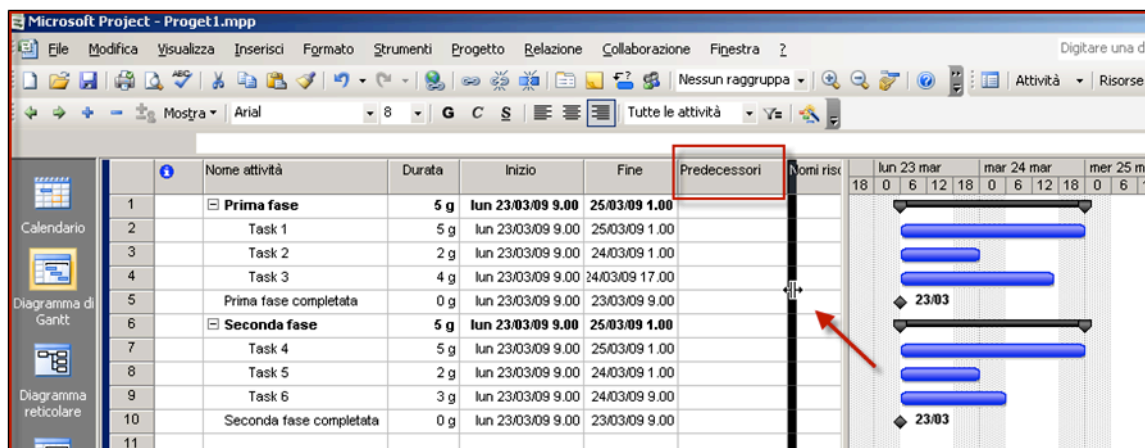 Microsoft Project - Proget1.mpp
File Modifica Visualizza Inserisci Formato Strumenti Progetto Relazione Collaborazione Finestra ? Digitare una d
Nessun raggruppa Attività Risorse
Mostra Arial 8 G C S Tutte le attività
Nome attività Durata Inizio Fine Predecessori Nomi riso lun 23 mar mar 24 mar mer 25 m
18 0 6 12 18 0 6 12 18 0 6
1 Prima fase 5 g lun 23/03/09 9.00 25/03/09 1.00
Calendario
2 Task 1 5 g lun 23/03/09 9.00 25/03/09 1.00
3 Task 2 2 g lun 23/03/09 9.00 24/03/09 1.00
4 Task 3 4 g lun 23/03/09 9.00 24/03/09 17.00
Diagramma di Gantt
5 Prima fase completata 0 g lun 23/03/09 9.00 23/03/09 9.00 23/03
6 Seconda fase 5 g lun 23/03/09 9.00 25/03/09 1.00
7 Task 4 5 g lun 23/03/09 9.00 25/03/09 1.00
8 Task 5 2 g lun 23/03/09 9.00 24/03/09 1.00
Diagramma reticolare
9 Task 6 3 g lun 23/03/09 9.00 24/03/09 9.00
10 Seconda fase completata 0 g lun 23/03/09 9.00 23/03/09 9.00 23/03
11